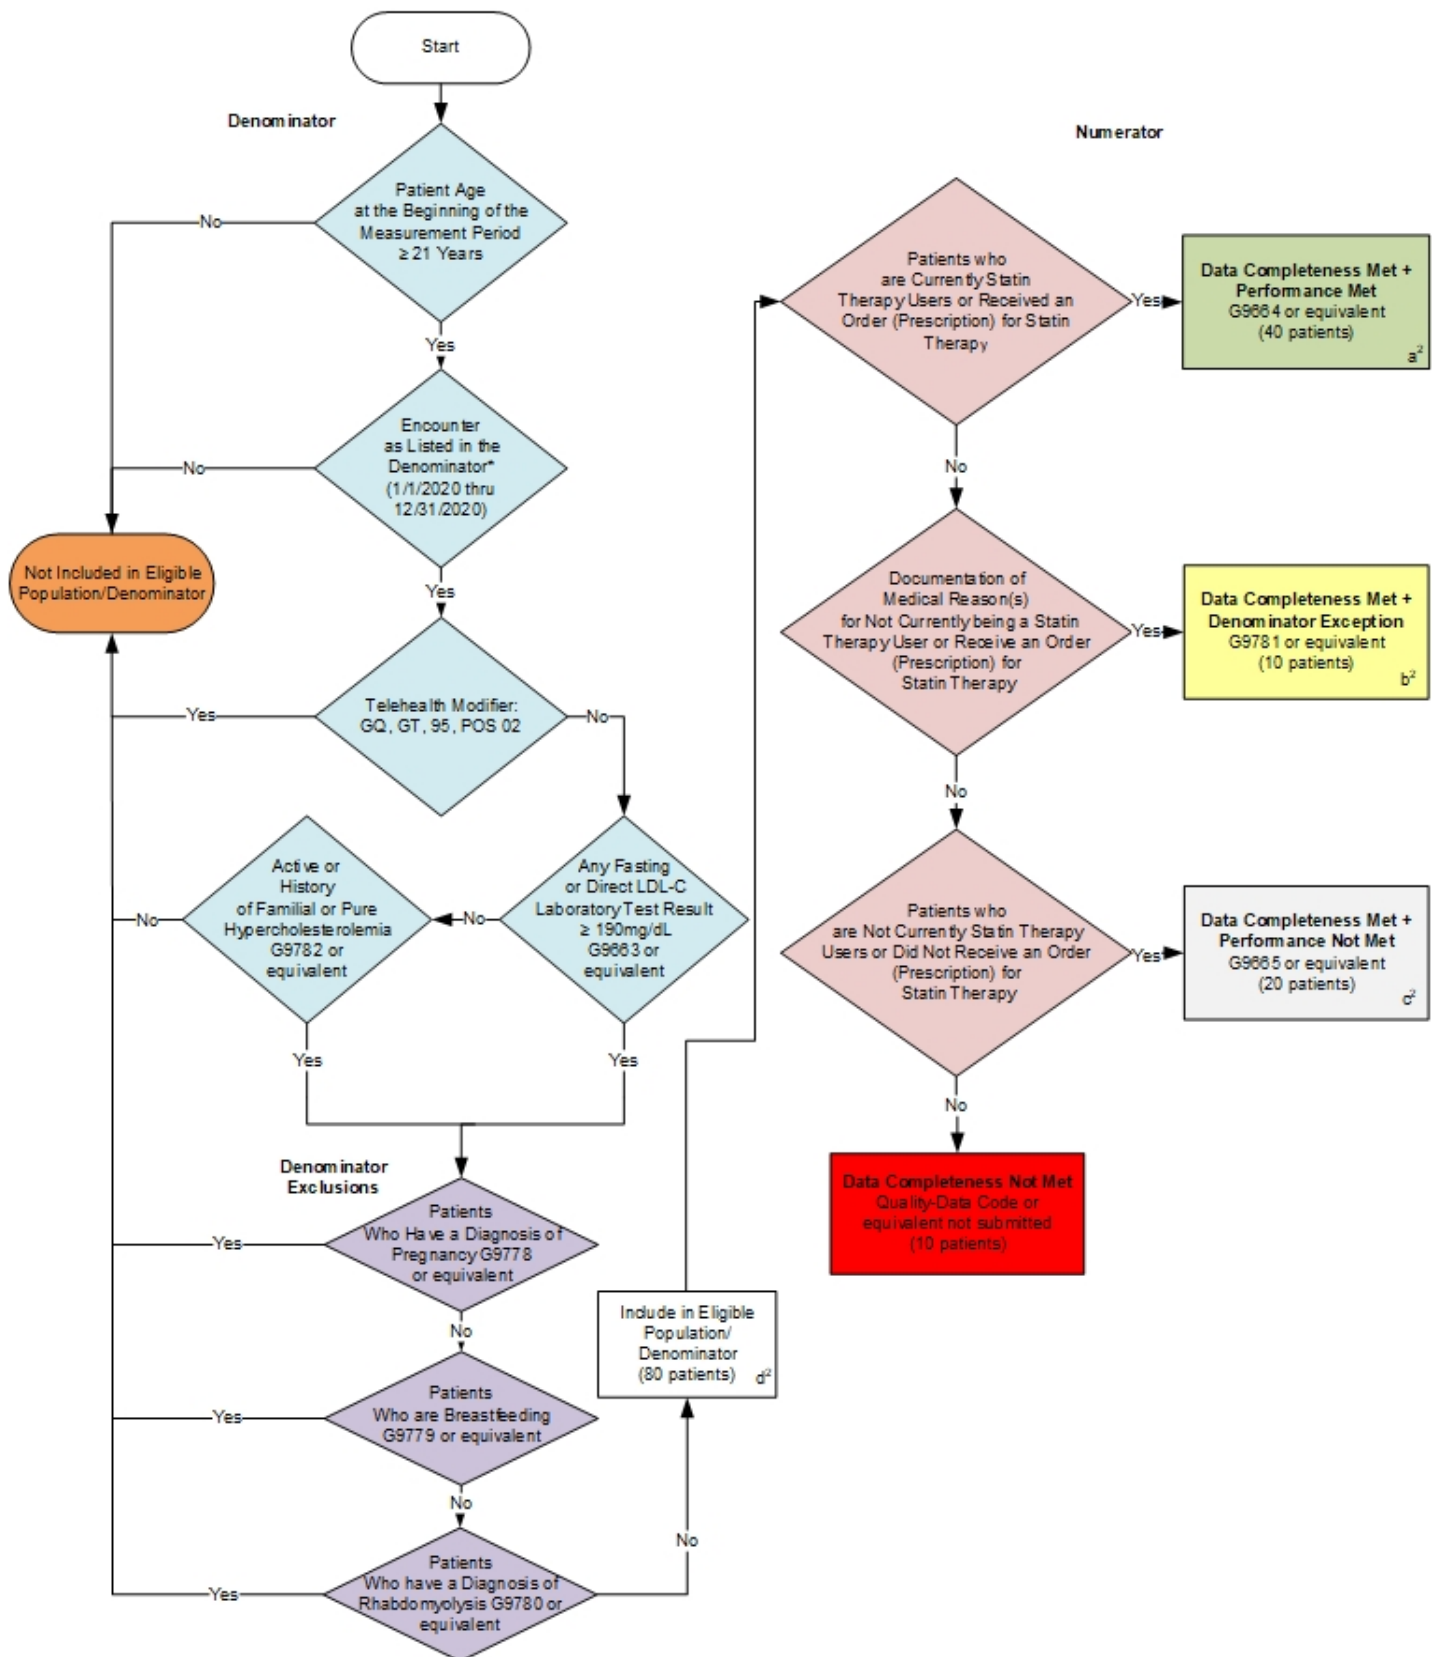 Start
Denominator
Patient Age
at the Beginning of the
Measurement Period
≥ 21 Years
No
Yes
Encounter
as Listed in the
Denominator*
(1/1/2020 thru
12/31/2020)
No
Yes
Not Included in Eligible
Population/Denominator
Telehealth Modifier:
GQ, GT, 95, POS 02
Yes
No
Active or
History
of Familial or Pure
Hypercholesterolemia
G9782 or
equivalent
No
Yes
Any Fasting
or Direct LDL-C
Laboratory Test Result
≥ 190mg/dL
G9663 or
equivalent
No
Yes
Denominator
Exclusions
Patients
Who Have a Diagnosis of
Pregnancy G9778
or equivalent
Yes
No
Patients
Who are Breastfeeding
G9779 or equivalent
Yes
No
Patients
Who have a Diagnosis of
Rhabdomyolysis G9780 or
equivalent
Yes
No
Include in Eligible
Population/
Denominator
(80 patients) d²
Numerator
Patients who
are Currently Statin
Therapy Users or Received an
Order (Prescription) for Statin
Therapy
Yes
No
Data Completeness Met +
Performance Met
G9664 or equivalent
(40 patients)
a²
Documentation of
Medical Reason(s)
for Not Currently being a Statin
Therapy User or Receive an Order
(Prescription) for
Statin Therapy
Yes
No
Data Completeness Met +
Denominator Exception
G9781 or equivalent
(10 patients)
b²
Patients who
are Not Currently Statin Therapy
Users or Did Not Receive an Order
(Prescription) for
Statin Therapy
Yes
No
Data Completeness Met +
Performance Not Met
G9665 or equivalent
(20 patients)
c²
Data Completeness Not Met
Quality-Data Code or
equivalent not submitted
(10 patients)